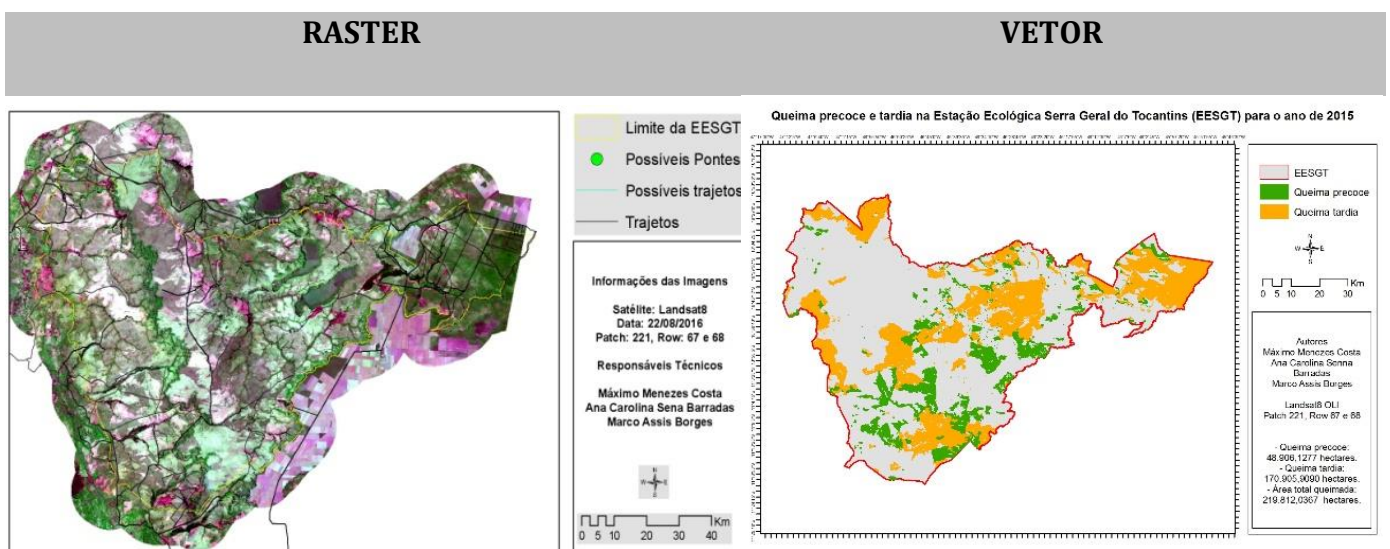 RASTER
VETOR
Limite da EESGT
Possíveis Pontes
Possíveis trajetos
Trajetos
Informações das Imagens
Satélite: Landsat8
Data: 22/08/2016
Patch: 221, Row: 67 e 68
Responsáveis Técnicos
Máximo Menezes Costa
Ana Carolina Sena Barradas
Marco Assis Borges
N
W E
S
Km
0 5 10 20 30 40
Queima precoce e tardia na Estação Ecológica Serra Geral do Tocantins (EESGT) para o ano de 2015
EESGT
Queima precoce
Queima tardia
N
W E
S
Km
0 5 10 20 30
Autores
Máximo Menezes Costa
Ana Carolina Senna
Barradas
Marco Assis Borges
Landsat8 OLI
Patch 221, Row 67 e 68
- Queima precoce:
48.906,1277 hectares.
- Queima tardia:
170.905,9090 hectares.
- Área total queimada:
219.812,0367 hectares.